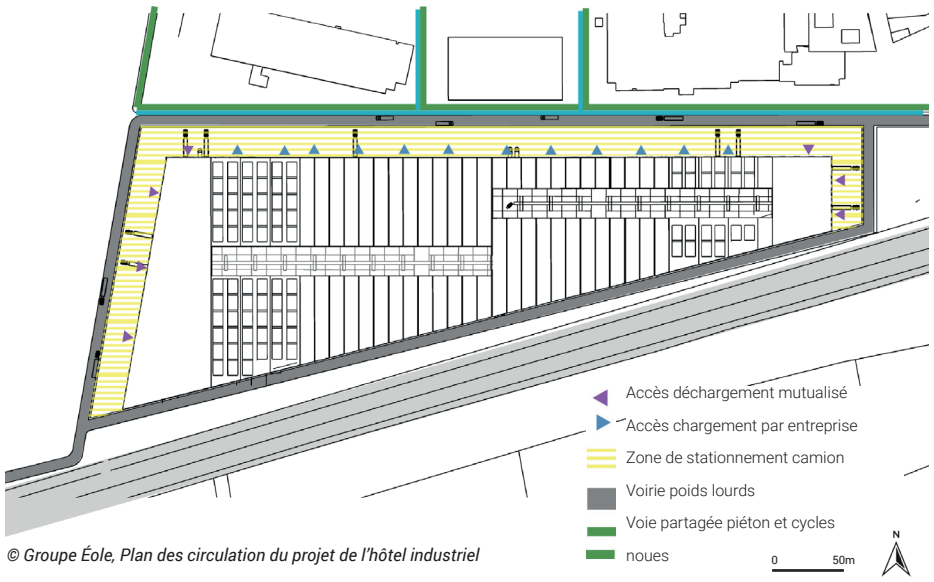 Accès déchargement mutualisé
Accès chargement par entreprise
Zone de stationnement camion
Voirie poids lourds
Voie partagée piéton et cycles
noues
© Groupe Éole, Plan des circulation du projet de l'hôtel industriel
0 50m
N